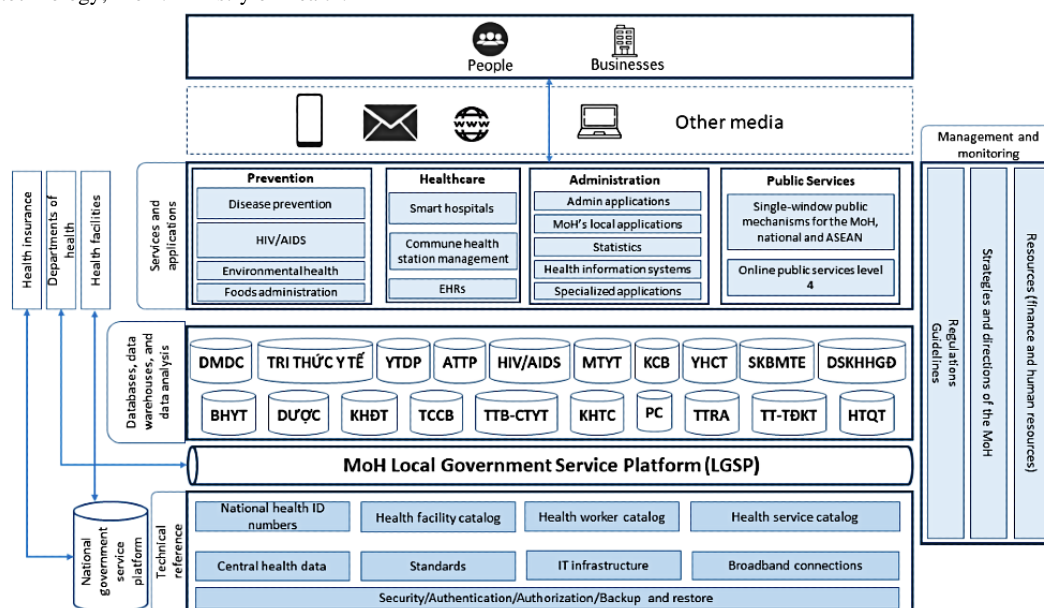 People
Businesses
www
Other media
Management and
monitoring
Health insurance
Departments of
health
Health facilities
Services and
applications
Prevention
Disease prevention
HIV/AIDS
Environmental health
Foods administration
Healthcare
Smart hospitals
Commune health
station management
EHRs
Administration
Admin applications
MoH's local applications
Statistics
Health information systems
Specialized applications
Public Services
Single-window public
mechanisms for the MoH,
national and ASEAN
Online public services level
4
Regulations
Guidelines
Strategies and directions of the MoH
Resources (finance and human resources)
Databases, data
warehouses, and
data analysis
DMDC
TRI THỨC Y TẾ
YTDP
ATTP
HIV/AIDS
MTYT
KCB
YHCT
SKBMTE
DSKHHGĐ
BHYT
DƯỢC
KHĐT
TCCB
TTB-CTYT
KHTC
PC
TTRA
TT-TĐKT
HTQT
MoH Local Government Service Platform (LGSP)
National
government
service
platform
Technical
reference
National health ID
numbers
Health facility catalog
Health worker catalog
Health service catalog
Central health data
Standards
IT infrastructure
Broadband connections
Security/Authentication/Authorization/Backup and restore